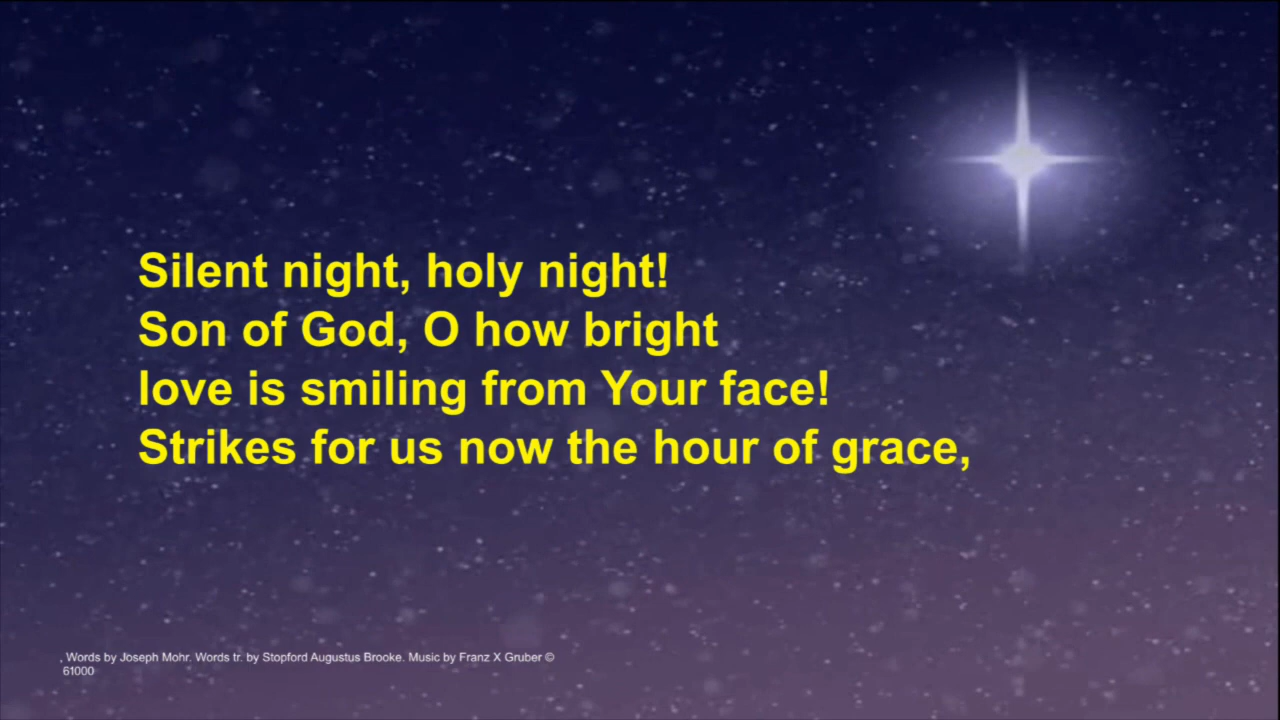 Silent night, holy night!
Son of God, O how bright
love is smiling from Your face!
Strikes for us now the hour of grace,
, Words by Joseph Mohr. Words tr. by Stopford Augustus Brooke. Music by Franz X Gruber ©
61000